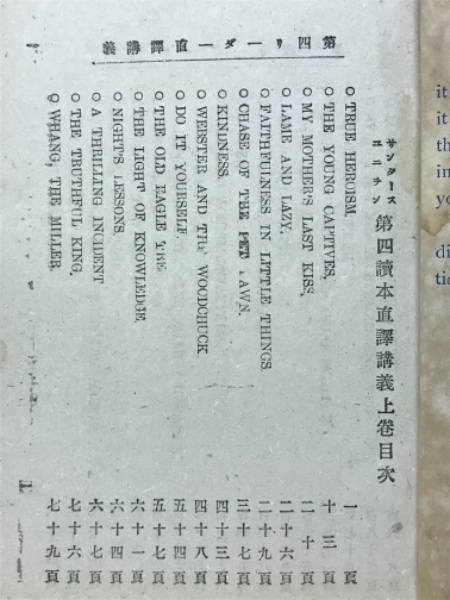 第四リーダー直譯講義
サンダース
ユニオン
第四讀本直譯講義上巻目次
○ TRUE HEROISM. 一頁
○ THE YOUNG CAPTIVES. 十三頁
○ MY MOTHER'S LAST KISS. 二十頁
○ LAME AND LAZY. 二十六頁
○ FAITHFULNESS IN LITTLE THINGS. 二十九頁
○ CHASE OF THE PET FAWN. 三十七頁
○ KINDNESS. 四十三頁
○ WEBSTER AND THE WOODCHUCK. 四十八頁
○ DO IT YOURSELF. 五十四頁
○ THE OLD EAGLE TREE. 五十七頁
○ THE LIGHT OF KNOWLEDGE. 六十一頁
○ NIGHT'S LESSONS. 六十四頁
○ A THRILLING INCIDENT 六十七頁
○ THE TRUTHFUL KING. 七十六頁
○ WHANG, THE MILLER. 七十九頁